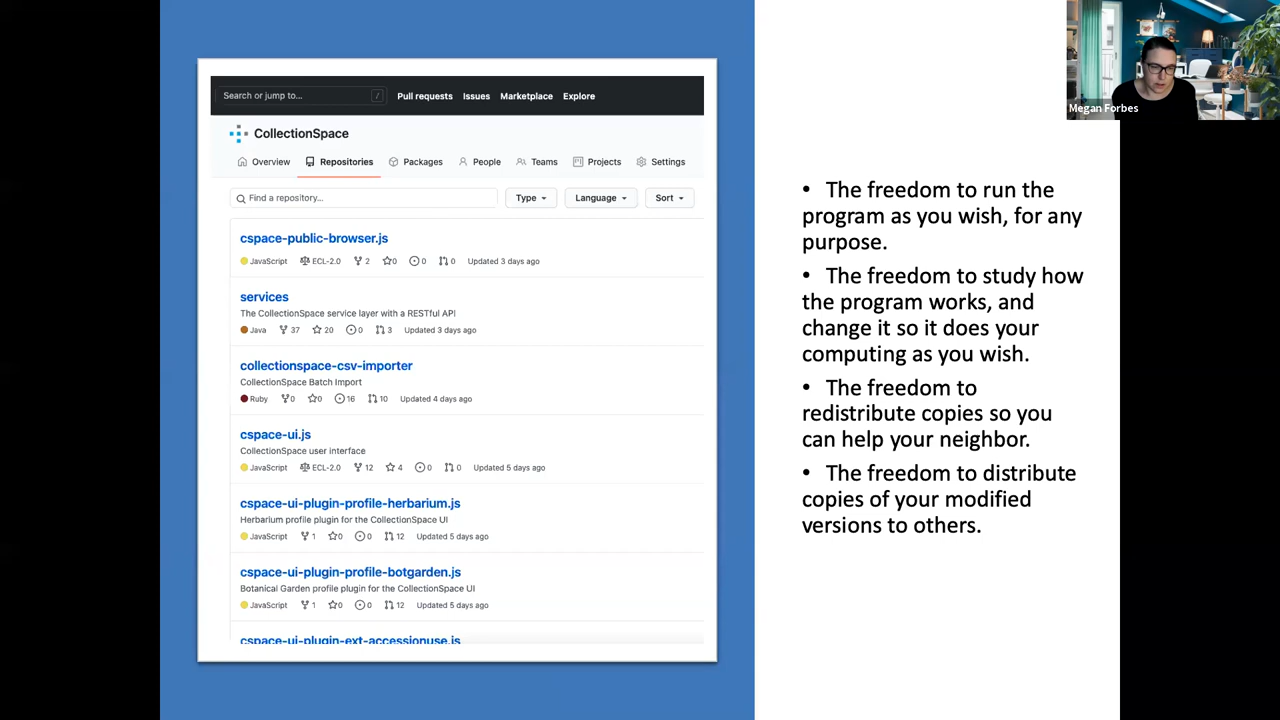 Search or jump to... /
Pull requests Issues Marketplace Explore
CollectionSpace
Overview Repositories Packages People Teams Projects Settings
Find a repository... Type Language Sort
cspace-public-browser.js
JavaScript ECL-2.0 2 0 0 0 Updated 3 days ago
services
The CollectionSpace service layer with a RESTful API!
Java 37 20 0 3 Updated 3 days ago
collectionspace-csv-importer
CollectionSpace Batch Import
Ruby 0 0 16 10 Updated 4 days ago
cspace-ui.js
CollectionSpace user interface
JavaScript ECL-2.0 12 4 0 0 Updated 5 days ago
cspace-ui-plugin-profile-herbarium.js
Herbarium profile plugin for the CollectionSpace UI
JavaScript 1 0 0 12 Updated 5 days ago
cspace-ui-plugin-profile-botgarden.js
Botanical Garden profile plugin for the CollectionSpace UI
JavaScript 1 0 0 12 Updated 5 days ago
cspace-ui-plugin-ext-accessionuse.js
• The freedom to run the
program as you wish, for any
purpose.
• The freedom to study how
the program works, and
change it so it does your
computing as you wish.
• The freedom to
redistribute copies so you
can help your neighbor.
• The freedom to distribute
copies of your modified
versions to others.
Megan Forbes